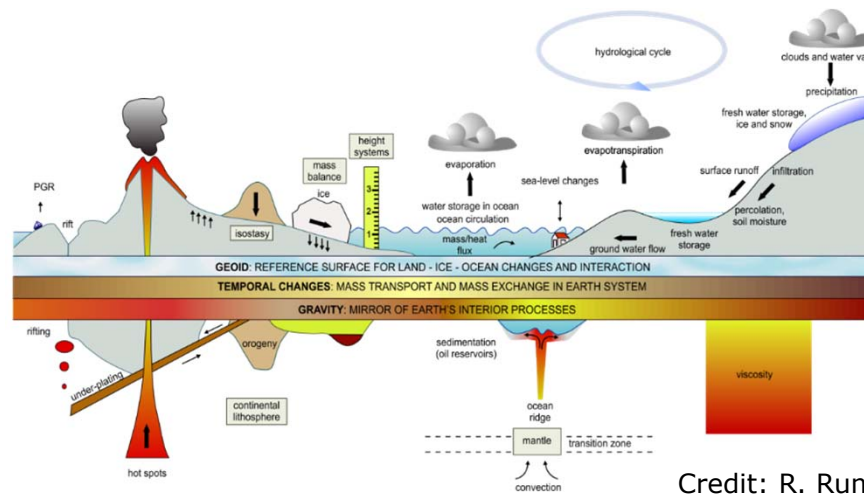 hydrological cycle
clouds and water va
precipitation
fresh water storage,
ice and snow
height
systems
mass
balance
ice
evaporation
evapotranspiration
sea-level changes
surface runoff
infiltration
PGR
rift
3
2
1
water storage in ocean
ocean circulation
percolation,
soil moisture
isostasy
mass/heat
flux
ground water flow
fresh water
storage
GEOID: REFERENCE SURFACE FOR LAND - ICE - OCEAN CHANGES AND INTERACTION
TEMPORAL CHANGES: MASS TRANSPORT AND MASS EXCHANGE IN EARTH SYSTEM
GRAVITY: MIRROR OF EARTH'S INTERIOR PROCESSES
rifting
orogeny
sedimentation
(oil reservoirs)
under-plating
viscosity
continental
lithosphere
ocean
ridge
mantle
transition zone
hot spots
convection
Credit: R. Run